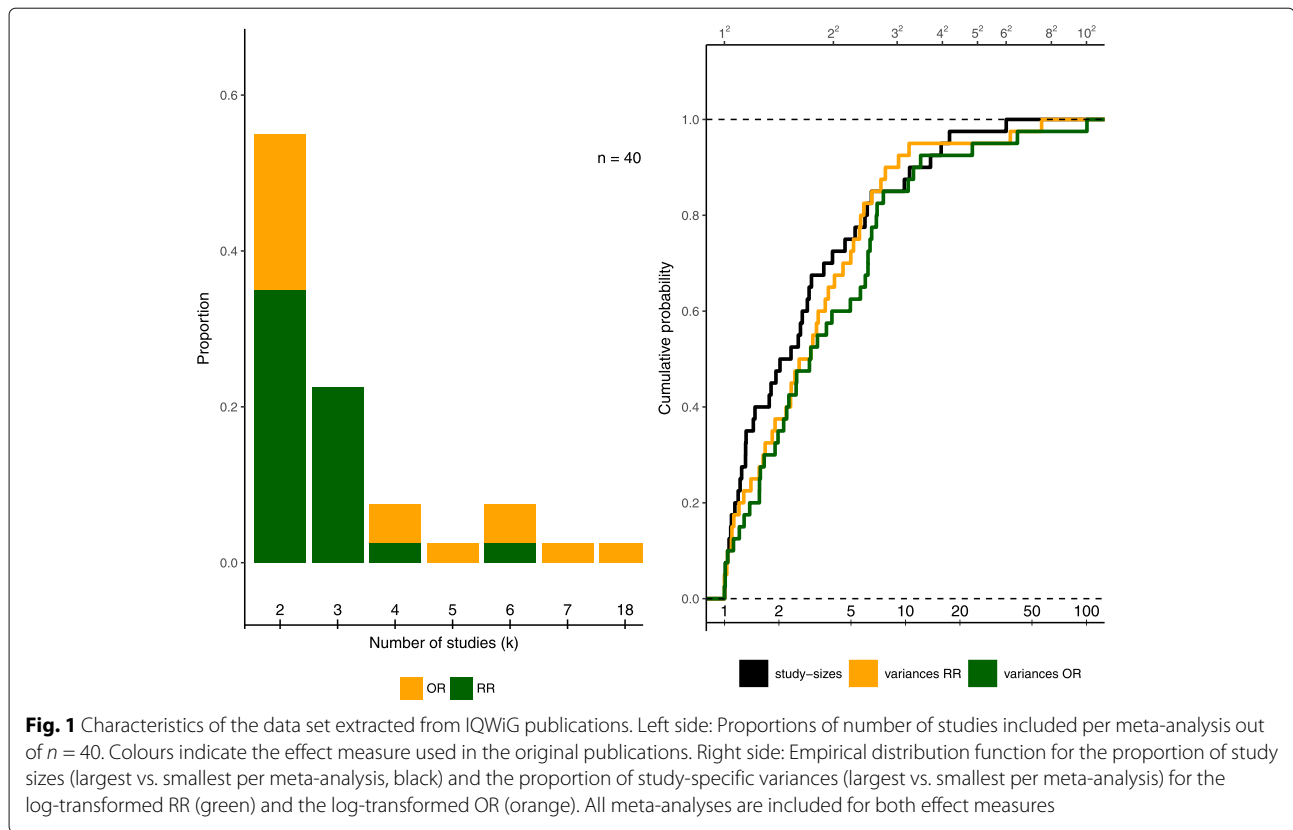 0.6
0.4
0.2
0.0
Proportion
n = 40
2 3 4 5 6 7 18
Number of studies (k)
OR RR
1² 2² 3² 4² 5² 6² 8² 10²
1.0
0.8
0.6
0.4
0.2
0.0
Cumulative probability
1 2 5 10 20 50 100
study−sizes variances RR variances OR
Fig. 1 Characteristics of the data set extracted from IQWiG publications. Left side: Proportions of number of studies included per meta-analysis out
of n = 40. Colours indicate the effect measure used in the original publications. Right side: Empirical distribution function for the proportion of study
sizes (largest vs. smallest per meta-analysis, black) and the proportion of study-specific variances (largest vs. smallest per meta-analysis) for the
log-transformed RR (green) and the log-transformed OR (orange). All meta-analyses are included for both effect measures